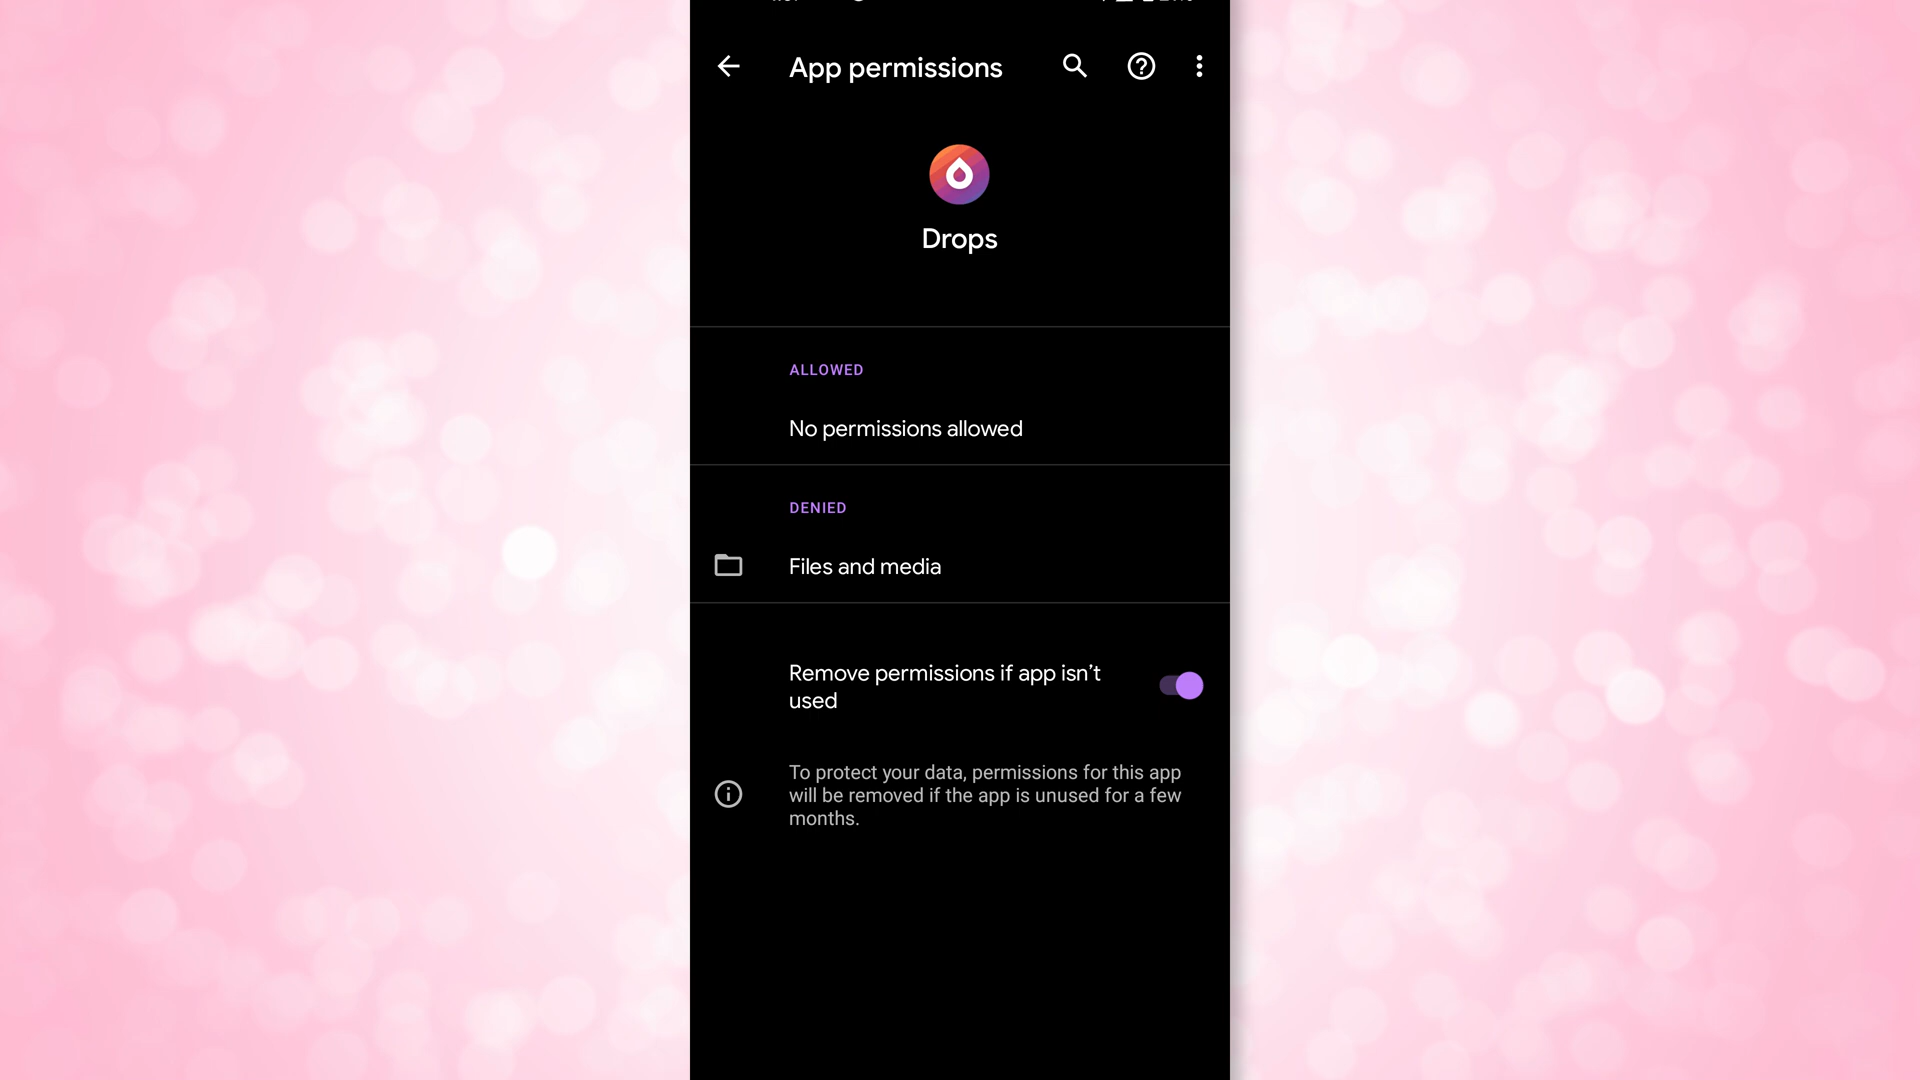 App permissions
Drops
ALLOWED
No permissions allowed
DENIED
Files and media
Remove permissions if app isn’t
used
To protect your data, permissions for this app
will be removed if the app is unused for a few
months.